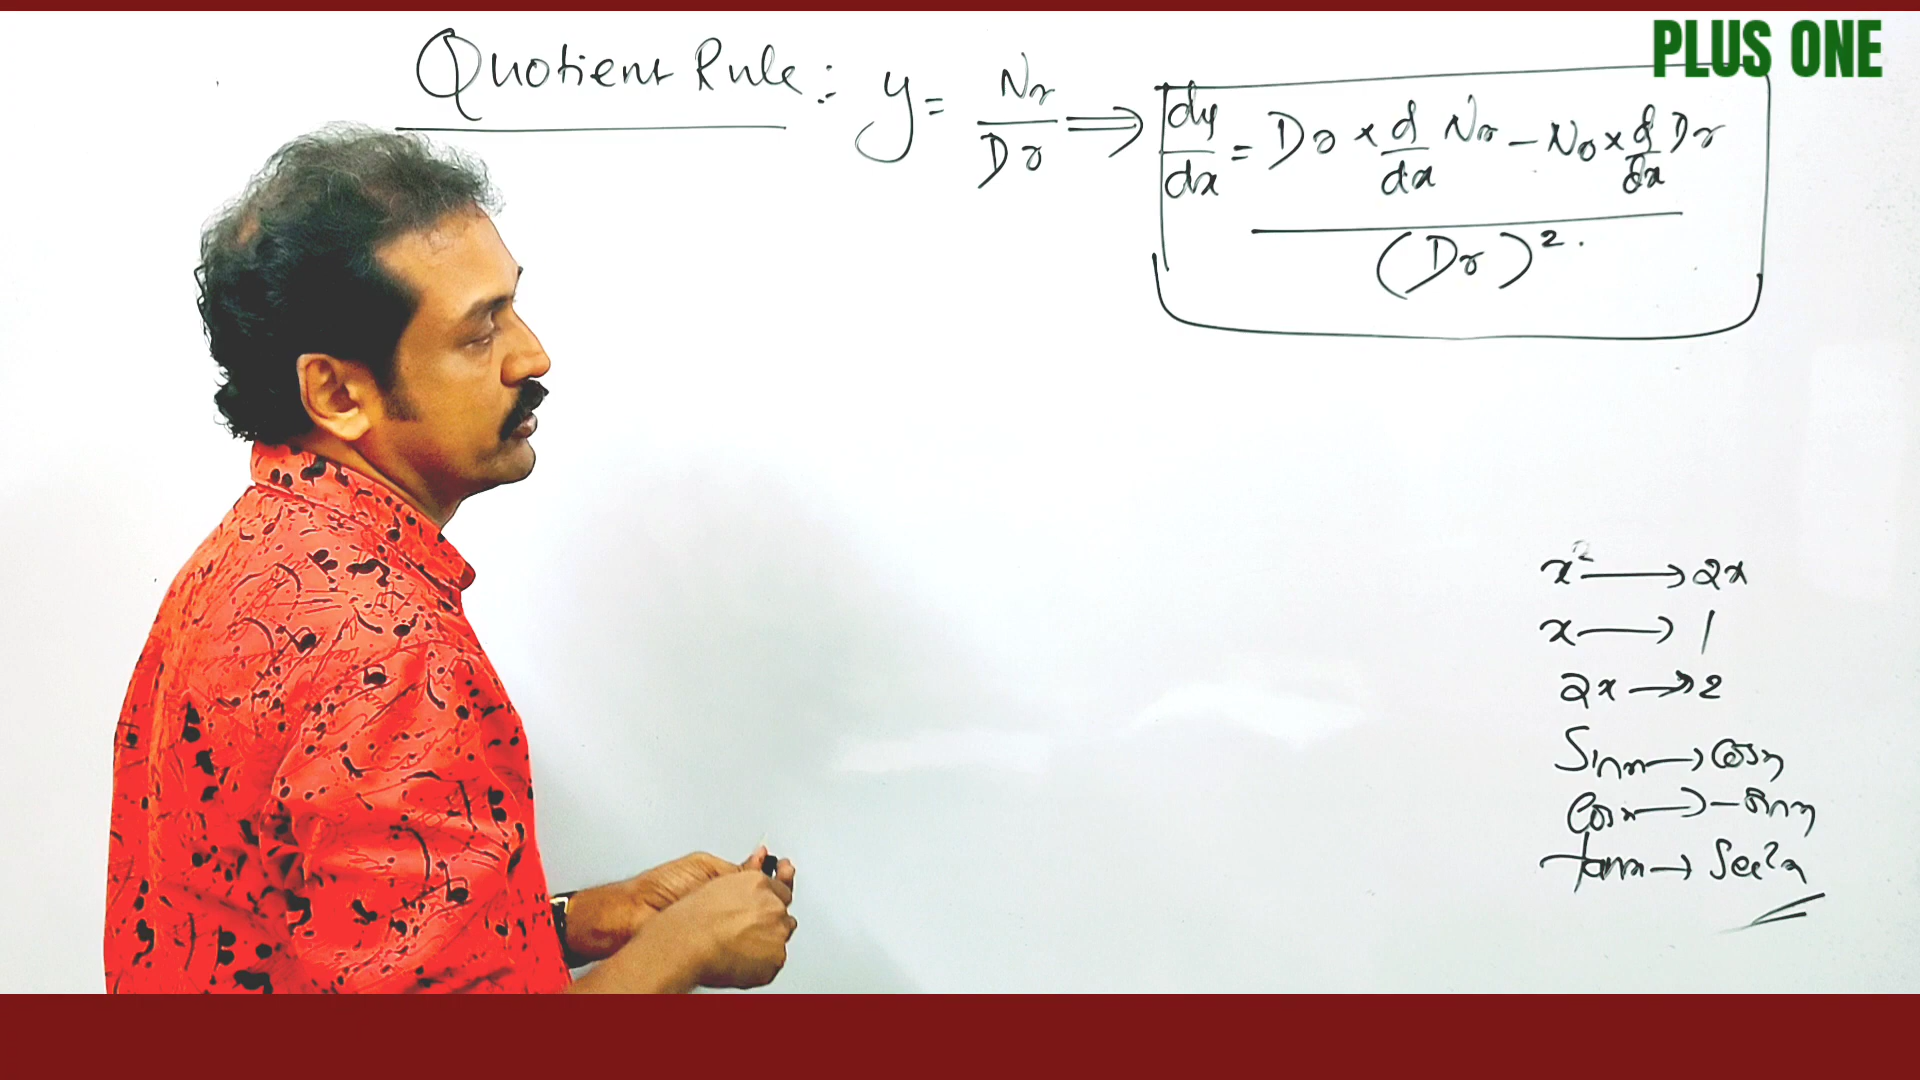 PLUS ONE
Quotient Rule :- y = Nr / Dr ⟹ dy/dx = Dr × d/dx Nr - Nr × d/dx Dr / (Dr)².
x² → 2x
x → 1
2x → 2
Sinx → Cosx
Cosx → -Sinx
tanx → Sec²x